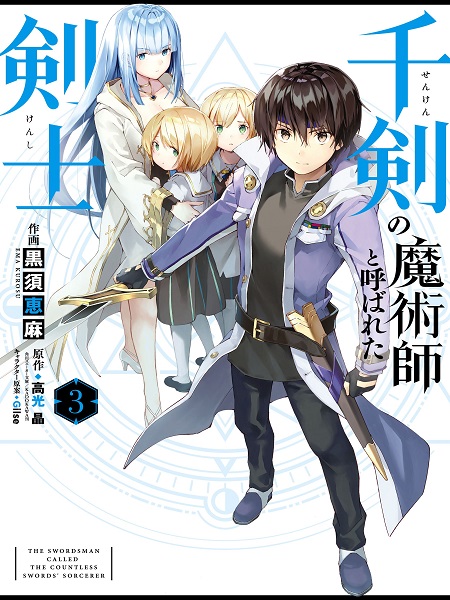 千剣の魔術師
せんけん
と呼ばれた
剣士
けんし
作画◆黒須恵麻
EMA KUROSU
原作◆高光晶
キャラクター原案◆Gilse
3
THE SWORDSMAN
CALLED
THE COUNTLESS
SWORDS' SORCERER